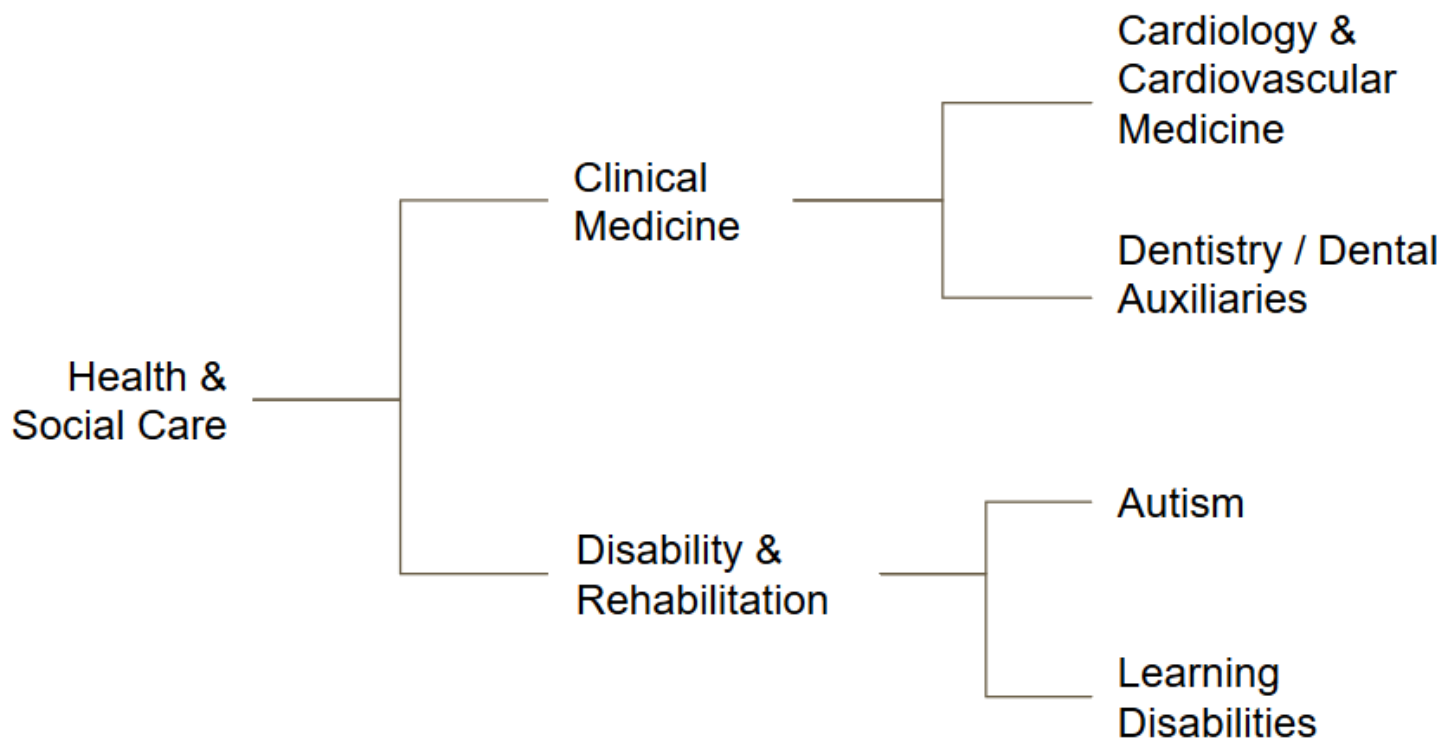 Health &
Social Care
Clinical
Medicine
Cardiology &
Cardiovascular
Medicine
Dentistry / Dental
Auxiliaries
Disability &
Rehabilitation
Autism
Learning
Disabilities